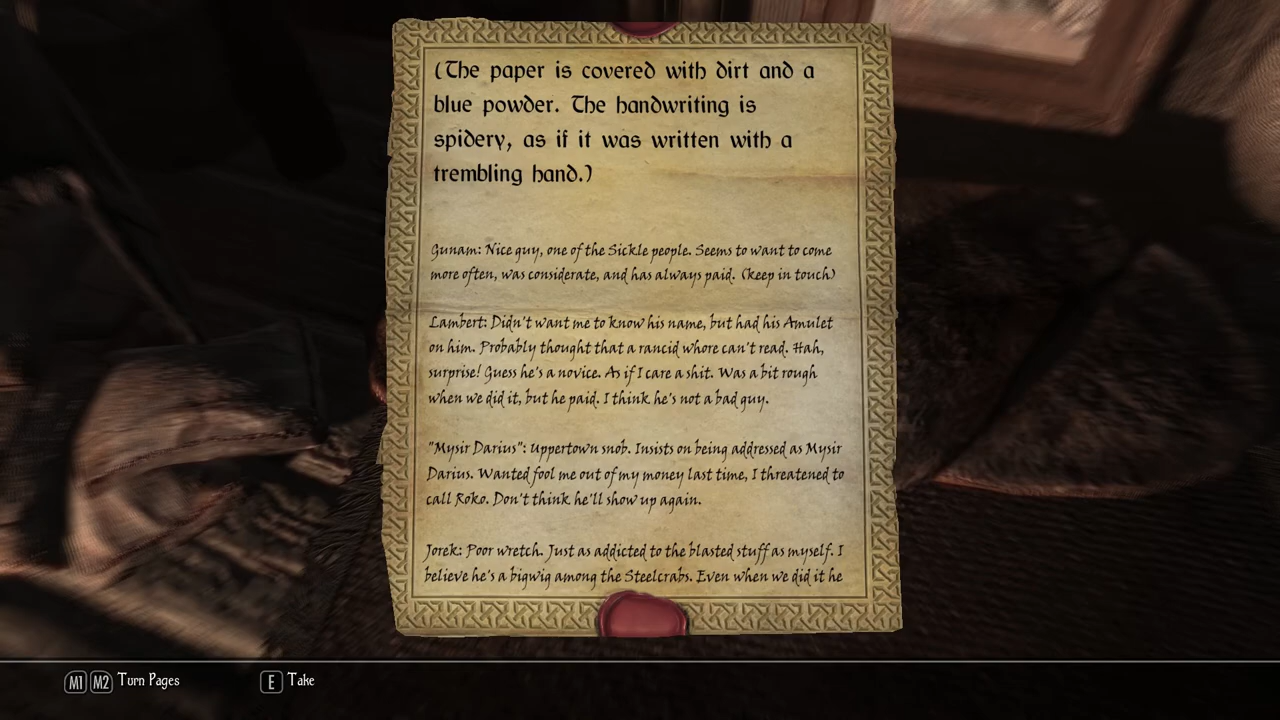 (The paper is covered with dirt and a
blue powder. The handwriting is
spidery, as if it was written with a
trembling hand.)
Gunam: Nice guy, one of the Sickle people. Seems to want to come
more often, was considerate, and has always paid. (keep in touch)
Lambert: Didn't want me to know his name, but had his Amulet
on him. Probably thought that a rancid whore can't read. Hah,
surprise! Guess he's a novice. As if I care a shit. Was a bit rough
when we did it, but he paid. I think he's not a bad guy.
"Mysir Darius": Uppertown snob. Insists on being addressed as Mysir
Darius. Wanted fool me out of my money last time, I threatened to
call Roko. Don't think he'll show up again.
Jorek: Poor wretch. Just as addicted to the blasted stuff as myself. I
believe he's a bigwig among the Steelcrabs. Even when we did it he
M1 M2 Turn Pages E Take